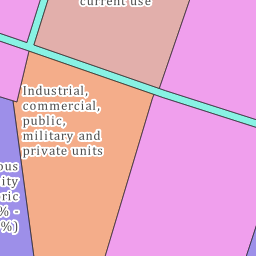 current use
Industrial,
commercial,
public,
military and
private units
ous
ity
ric
% -
%)